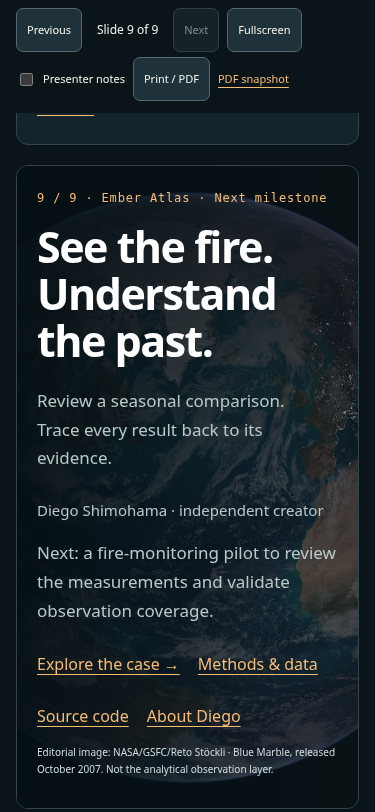 Previous
Slide 9 of 9
Next
Fullscreen
Presenter notes
Print / PDF
PDF snapshot
9 / 9 · Ember Atlas · Next milestone
See the fire.
Understand
the past.
Review a seasonal comparison.
Trace every result back to its
evidence.
Diego Shimohama · independent creator
Next: a fire-monitoring pilot to review
the measurements and validate
observation coverage.
Explore the case →
Methods & data
Source code
About Diego
Editorial image: NASA/GSFC/Reto Stöckli · Blue Marble, released
October 2007. Not the analytical observation layer.